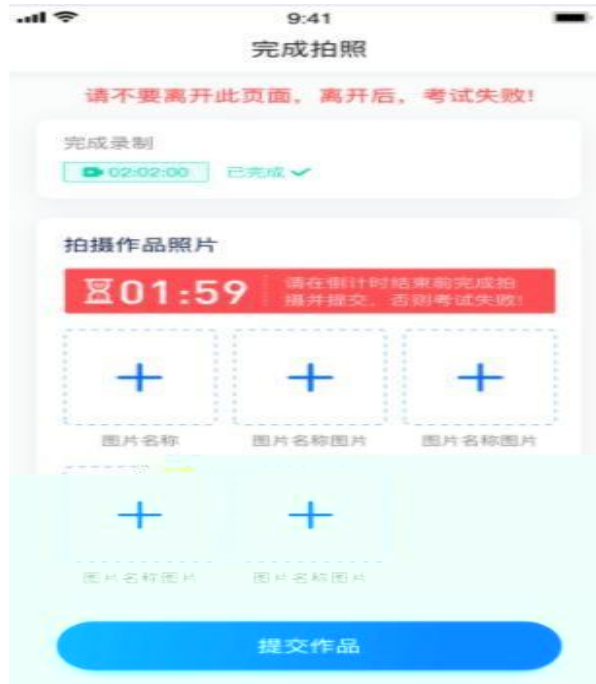 9:41
完成拍照
请不要离开此页面，离开后，考试失败!
完成录制
02:02:00 已完成
拍摄作品照片
01:59 请在倒计时结束前完成拍
摄并提交，否则考试失败!
图片名称 图片名称图片 图片名称图片
图片名称图片 图片名称图片
提交作品